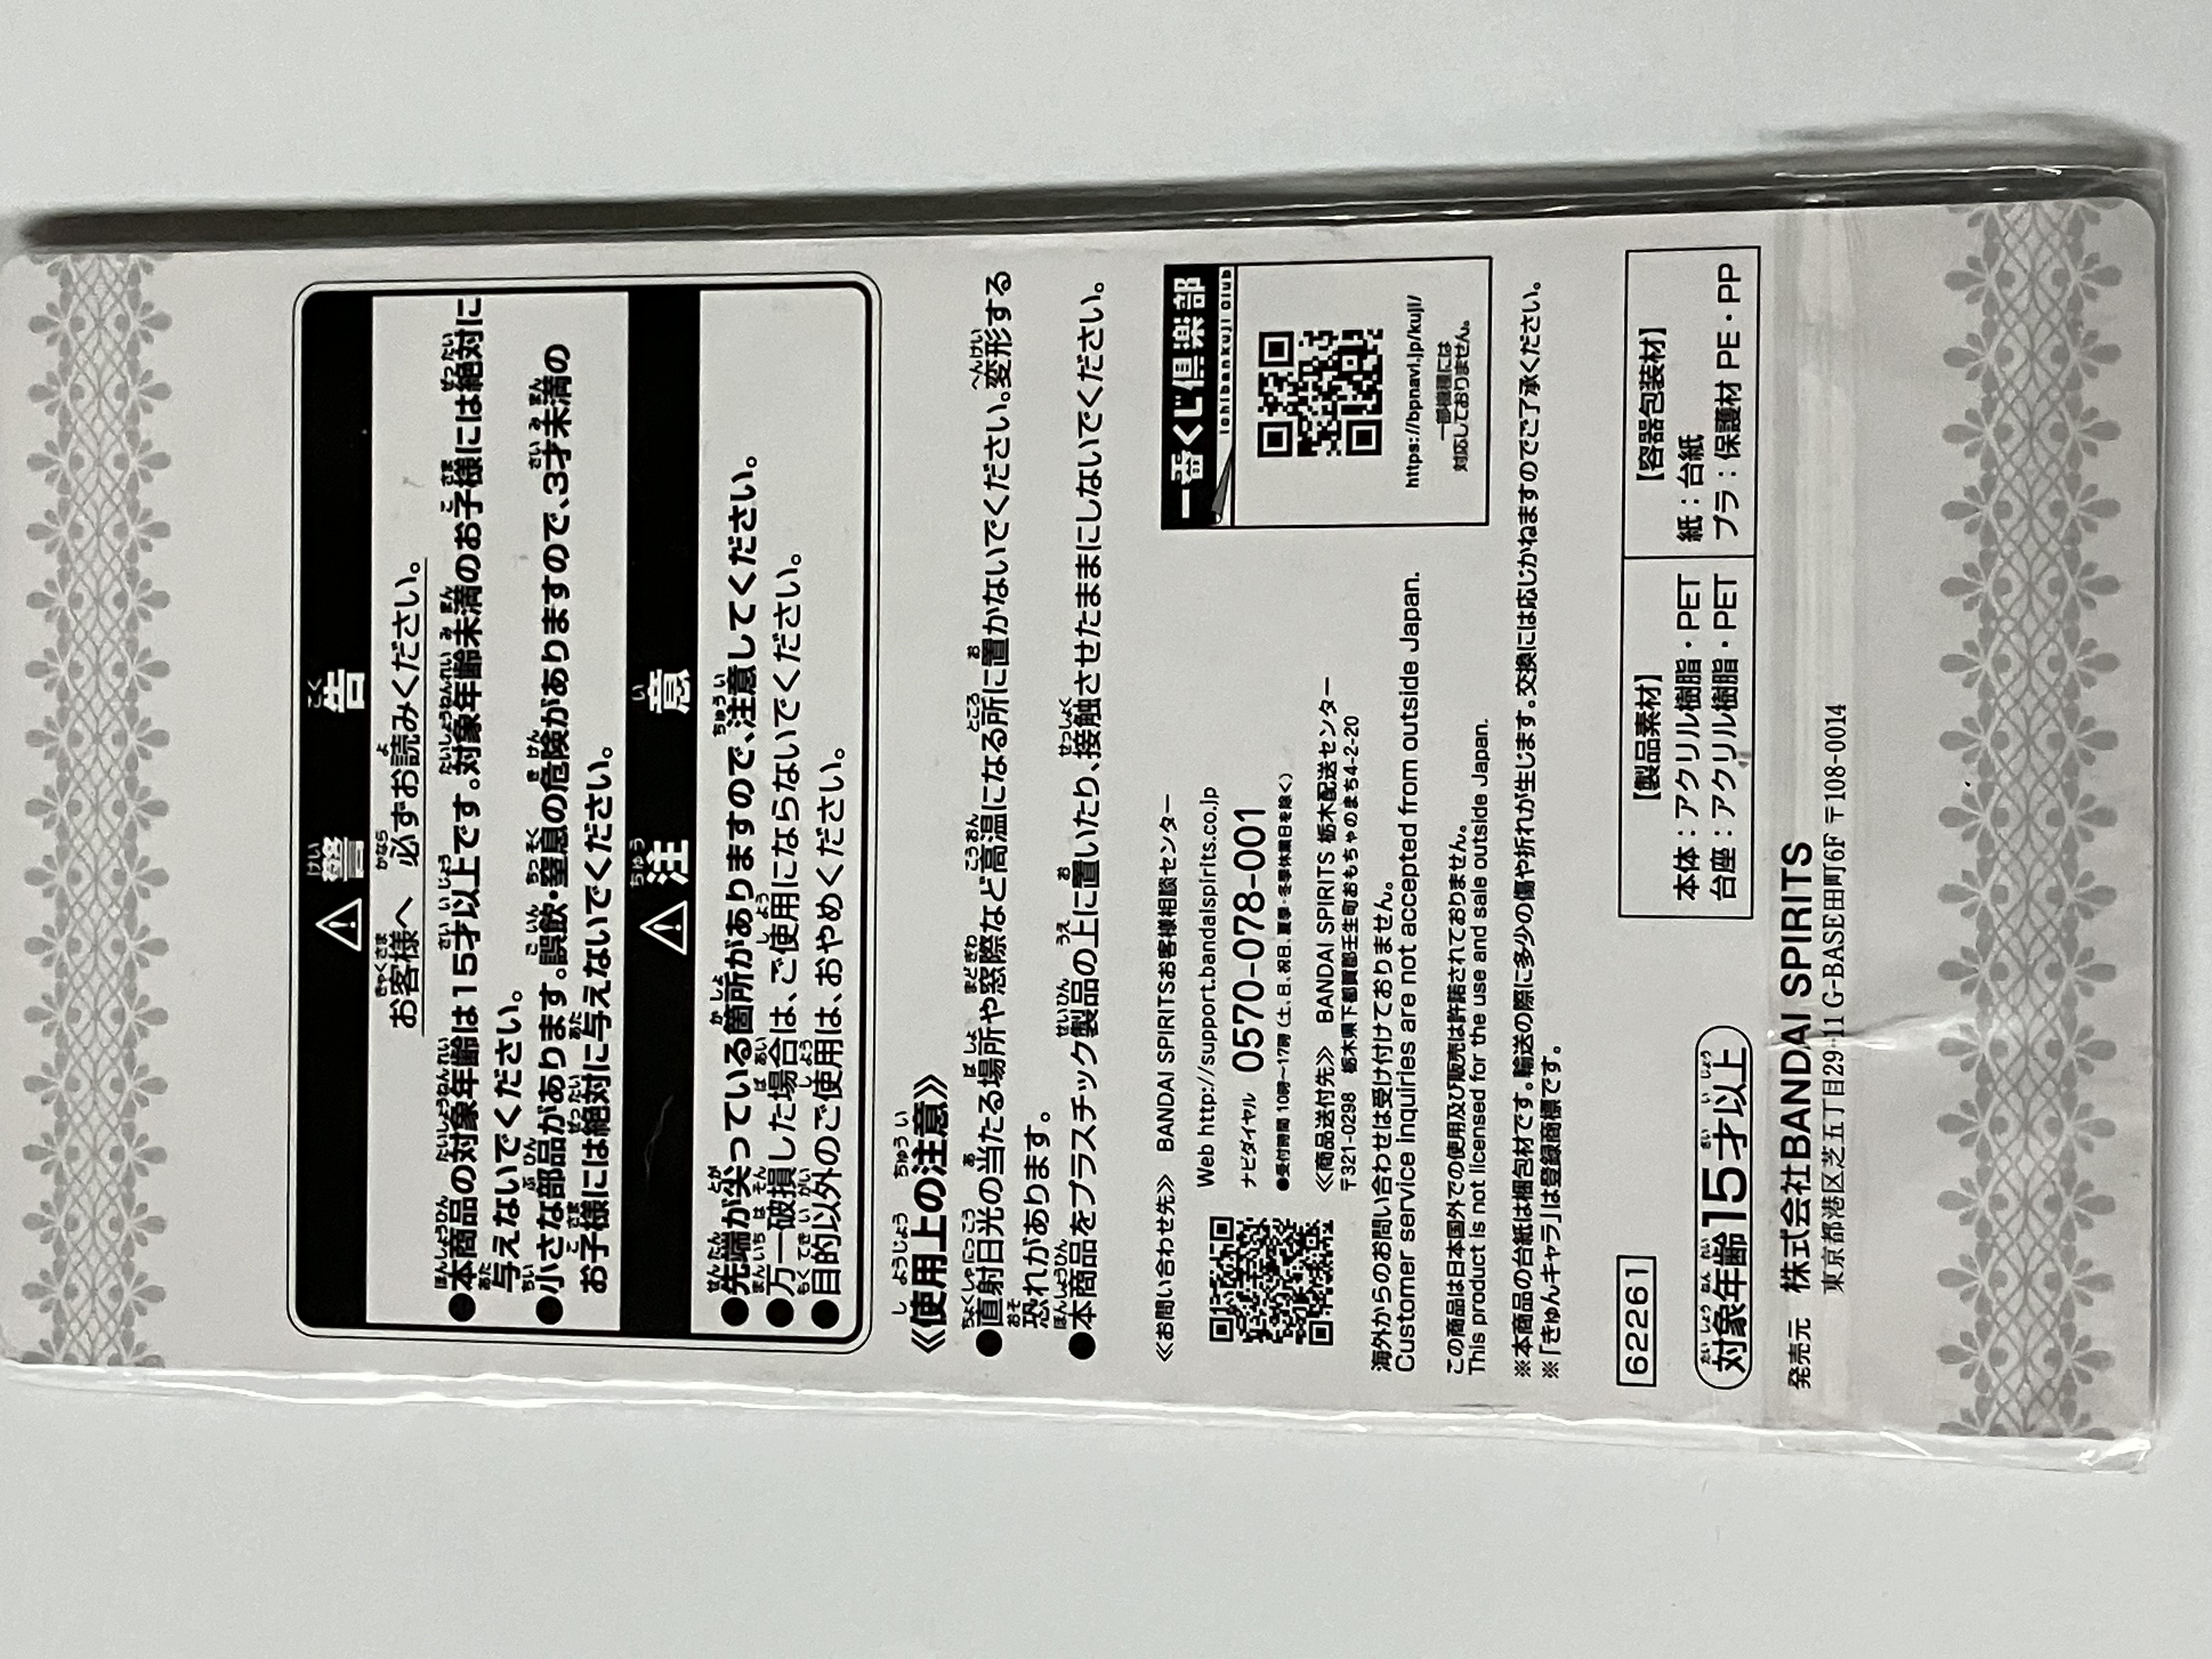 警告
お客様へ 必ずお読みください。
●本商品の対象年齢は15才以上です。対象年齢未満のお子様には絶対に
与えないでください。
●小さな部品があります。誤飲・窒息の危険がありますので、3才未満の
お子様には絶対に与えないでください。
注意
●先端が尖っている箇所がありますので、注意してください。
●万一破損した場合は、ご使用にならないでください。
●目的以外のご使用は、おやめください。
《使用上の注意》
●直射日光の当たる場所や窓際など高温になる所に置かないでください。変形する
恐れがあります。
●本商品をプラスチック製品の上に置いたり、接触させたままにしないでください。
《お問い合わせ先》 BANDAI SPIRITSお客様相談センター
Web http://support.bandaispirits.co.jp
ナビダイヤル 0570-078-001
●受付時間 10時〜17時（土、日、祝日、夏季・冬季休業日を除く）
《商品送付先》 BANDAI SPIRITS 栃木配送センター
〒321-0298 栃木県下都賀郡壬生町おもちゃのまち4-2-20
海外からのお問い合わせは受け付けておりません。
Customer service inquiries are not accepted from outside Japan.
一番くじ倶楽部
Ichibankuji Club
https://bpnavi.jp/kuji/
一部機種には
対応しておりません。
この商品は日本国外での使用及び販売は許諾されておりません。
This product is not licensed for the use and sale outside Japan.
※本商品の台紙は梱包材です。輸送の際に多少の傷や折れが生じます。交換には応じかねますのでご了承ください。
※「きゅんキャラ」は登録商標です。
62261
対象年齢15才以上
【製品素材】
本体：アクリル樹脂・PET
台座：アクリル樹脂・PET
【容器包装材】
紙：台紙
プラ：保護材 PE・PP
発売元 株式会社BANDAI SPIRITS
東京都港区芝五丁目29-11 G-BASE田町6F 〒108-0014